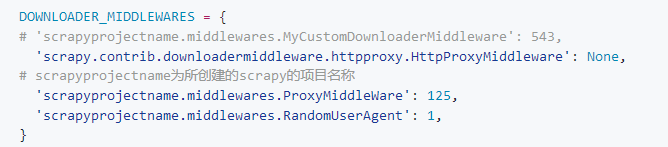 DOWNLOADER_MIDDLEWARES = {
# 'scrapyprojectname.middlewares.MyCustomDownloaderMiddleware': 543,
'scrapy.contrib.downloadermiddleware.httpproxy.HttpProxyMiddleware': None,
# scrapyprojectname为所创建的scrapy的项目名称
'scrapyprojectname.middlewares.ProxyMiddleWare': 125,
'scrapyprojectname.middlewares.RandomUserAgent': 1,
}